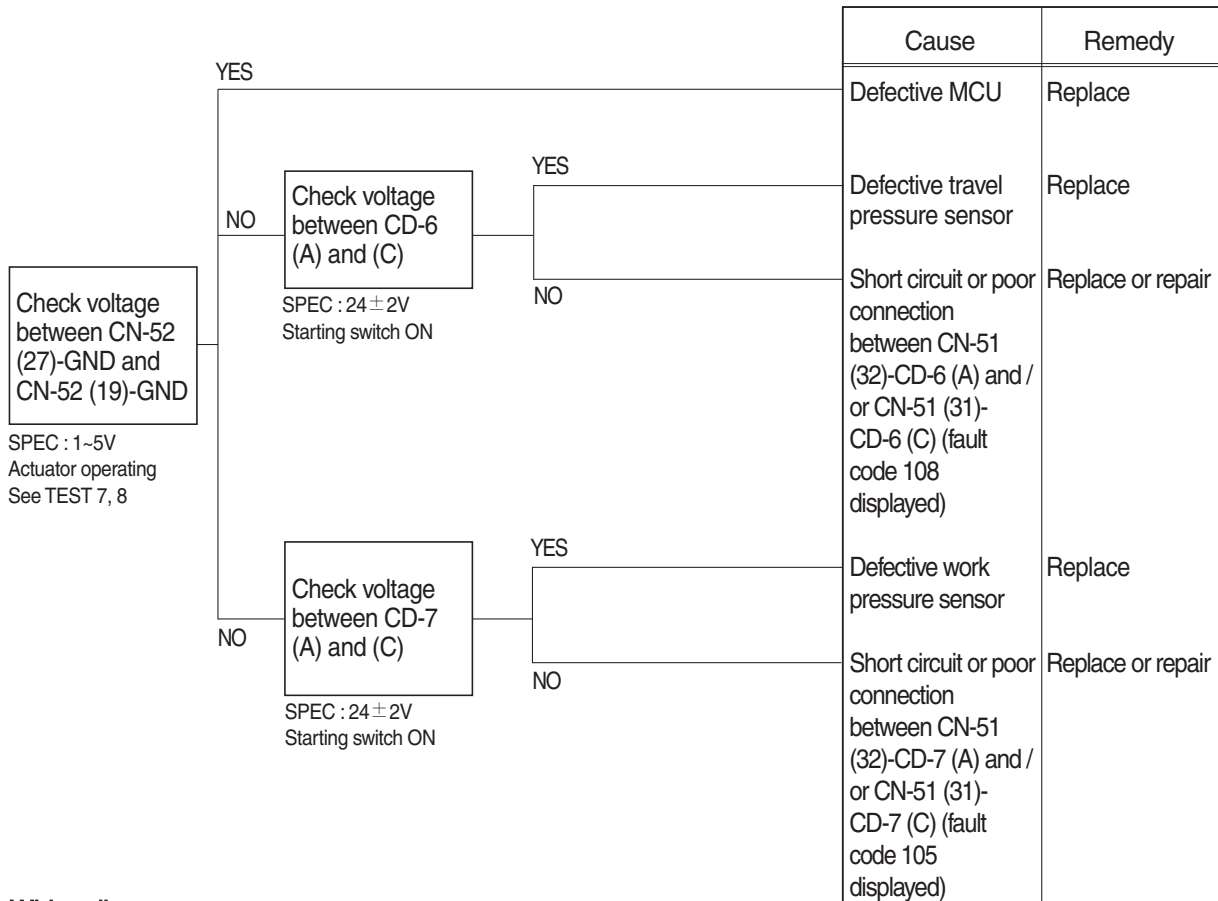 Cause
Remedy
YES
Defective MCU
Replace
NO
Check voltage
between CD-6
(A) and (C)
SPEC : 24±2V
Starting switch ON
YES
Defective travel
pressure sensor
Replace
NO
Short circuit or poor
connection
between CN-51
(32)-CD-6 (A) and /
or CN-51 (31)-
CD-6 (C) (fault
code 108
displayed)
Replace or repair
Check voltage
between CN-52
(27)-GND and
CN-52 (19)-GND
SPEC : 1~5V
Actuator operating
See TEST 7, 8
NO
Check voltage
between CD-7
(A) and (C)
SPEC : 24±2V
Starting switch ON
YES
Defective work
pressure sensor
Replace
NO
Short circuit or poor
connection
between CN-51
(32)-CD-7 (A) and /
or CN-51 (31)-
CD-7 (C) (fault
code 105
displayed)
Replace or repair